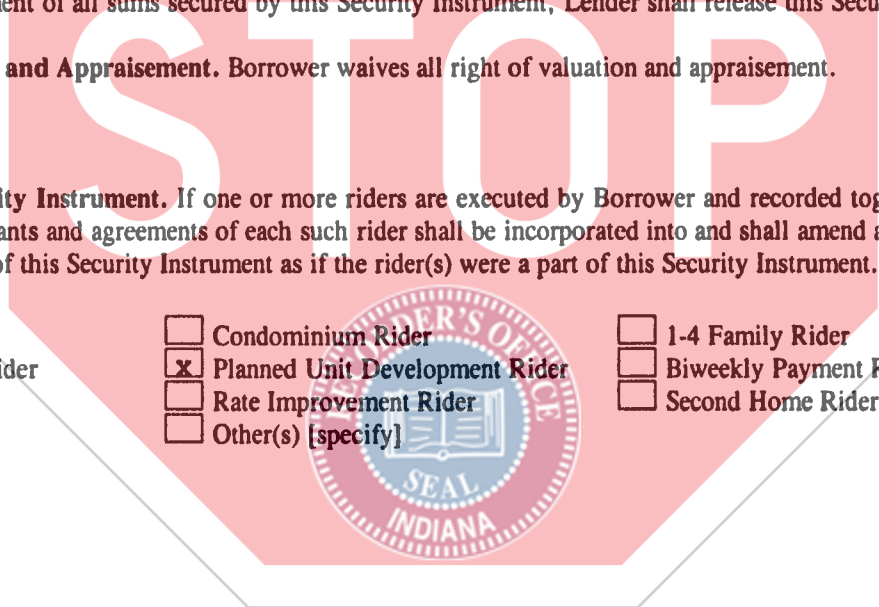 ent of all sums secured by this Security Instrument, Lender shall release this Secu
and Appraisement. Borrower waives all right of valuation and appraisement.
ity Instrument. If one or more riders are executed by Borrower and recorded tog
ants and agreements of each such rider shall be incorporated into and shall amend a
of this Security Instrument as if the rider(s) were a part of this Security Instrument.
Condominium Rider 1-4 Family Rider
ider x Planned Unit Development Rider Biweekly Payment R
Rate Improvement Rider Second Home Rider
Other(s) [specify]
STOP
RECORDER'S OFFICE
SEAL
INDIANA